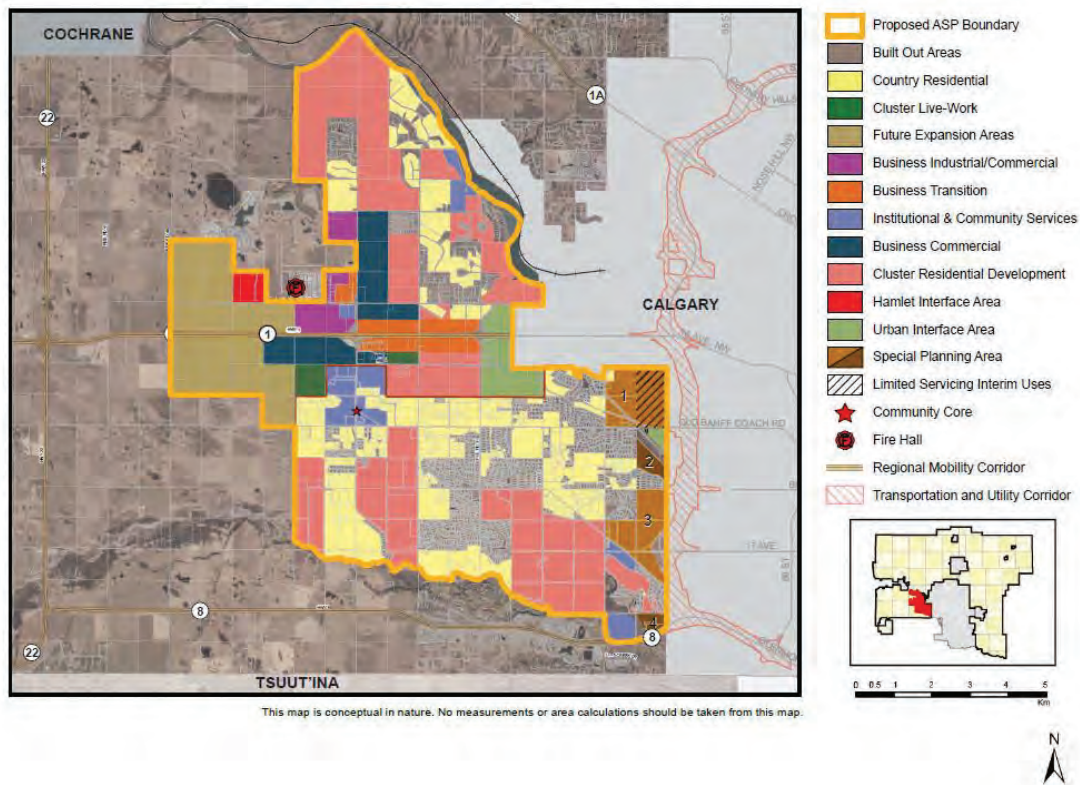 COCHRANE
22
1A
1
CALGARY
1
OLD BANFF COACH RD
2
3
17 AVE
8
4
8
22
TSUUT'INA
Proposed ASP Boundary
Built Out Areas
Country Residential
Cluster Live-Work
Future Expansion Areas
Business Industrial/Commercial
Business Transition
Institutional & Community Services
Business Commercial
Cluster Residential Development
Hamlet Interface Area
Urban Interface Area
Special Planning Area
Limited Servicing Interim Uses
Community Core
Fire Hall
Regional Mobility Corridor
Transportation and Utility Corridor
0 0.5 1 2 3 4 5
Km
This map is conceptual in nature. No measurements or area calculations should be taken from this map.
N